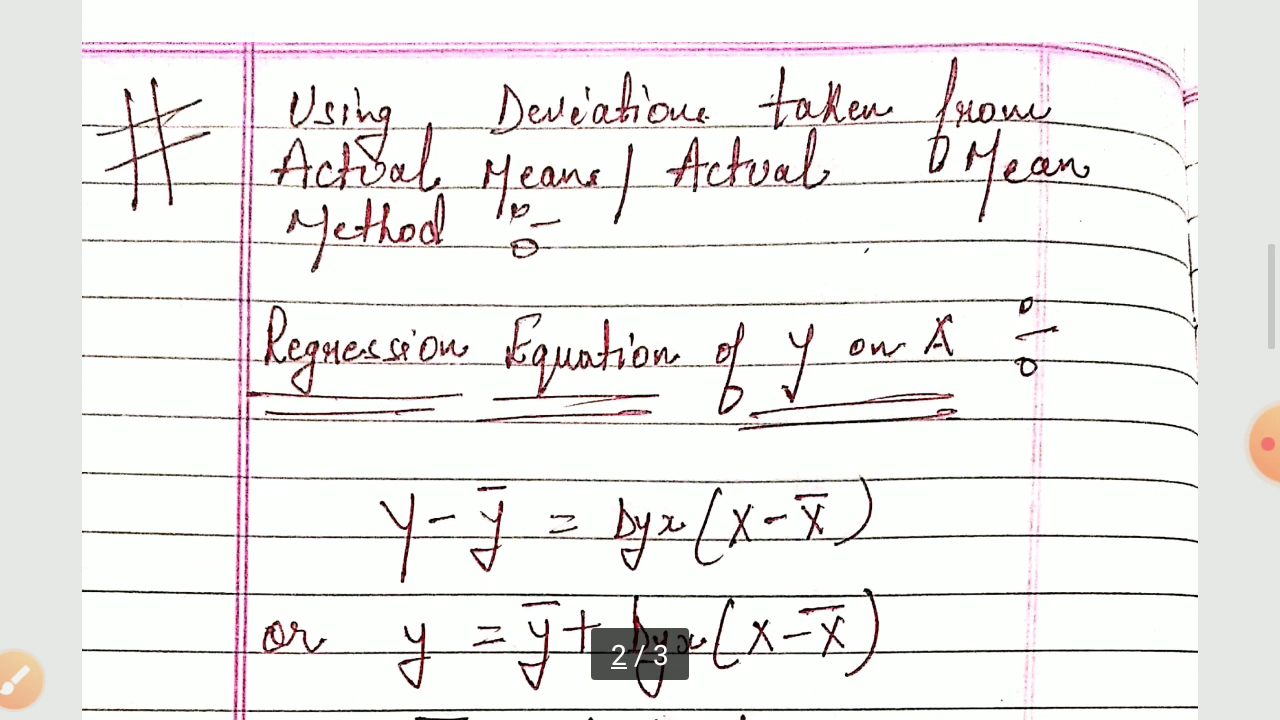 # Using Deviations taken from
Actual Means / Actual Mean
Method :-
Regression Equation of Y on X :-
Y - ȳ = byx (X - X̄)
or y = ȳ + byx (X - X̄)
2 / 3